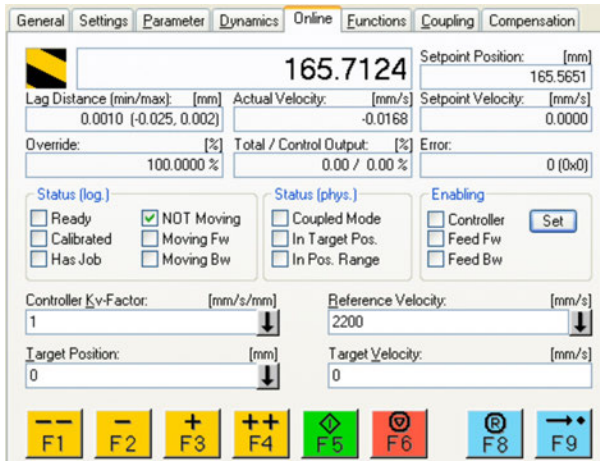 General Settings Parameter Dynamics Online Functions Coupling Compensation
165.7124 Setpoint Position: [mm]
165.5651
Lag Distance (min/max): [mm] Actual Velocity: [mm/s] Setpoint Velocity: [mm/s]
0.0010 (-0.025, 0.002) -0.0168 0.0000
Override: [%] Total / Control Output: [%] Error:
100.0000 % 0.00 / 0.00 % 0 (0x0)
Status (log.) Status (phys.) Enabling
Ready NOT Moving Coupled Mode Controller Set
Calibrated Moving Fw In Target Pos. Feed Fw
Has Job Moving Bw In Pos. Range Feed Bw
Controller Kv-Factor: [mm/s/mm] Reference Velocity: [mm/s]
1 2200
Target Position: [mm] Target Velocity: [mm/s]
0 0
-- - + ++ R
F1 F2 F3 F4 F5 F6 F8 F9